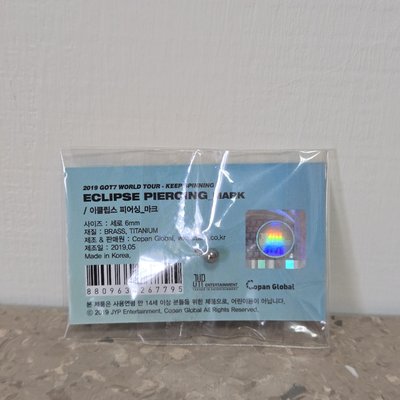 2019 GOT7 WORLD TOUR - KEEP SPINNING
ECLIPSE PIERCING_MARK
/ 이클립스 피어싱_마크
사이즈 : 세로 6mm
재질 : BRASS, TITANIUM
제조 & 판매원 : Copan Global, co.kr
제조일 : 2019.05
Made in Korea,
8809633267795
JYP ENTERTAINMENT
Copan Global
본 제품은 사용연령 만 14세 이상 분들을 위한 제품으로, 어린이용이 아닙니다.
ⓒ 2019 JYP Entertainment. Copan Global All Rights Reserved.